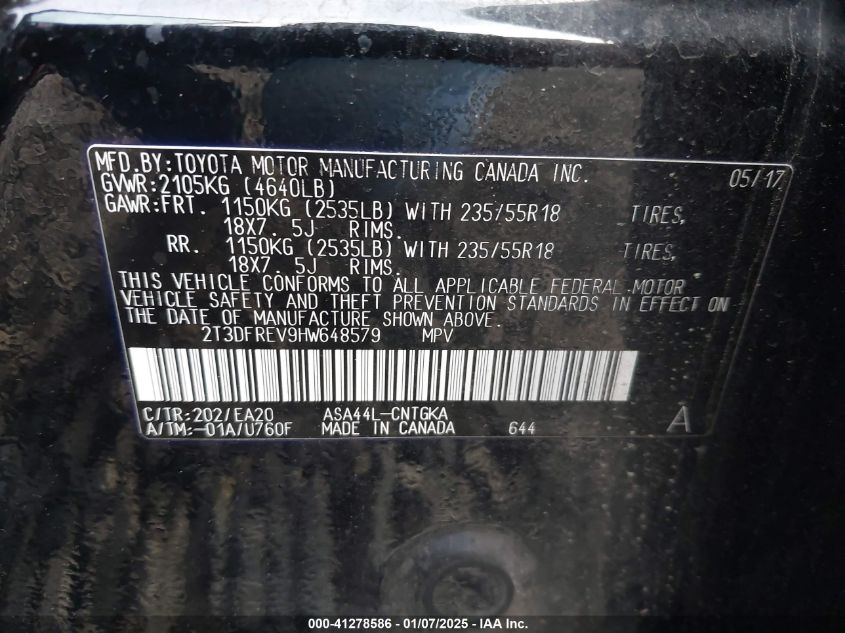 MFD.BY:TOYOTA MOTOR MANUFACTURING CANADA INC. 05/17
GVWR:2105KG (4640LB)
GAWR:FRT. 1150KG (2535LB) WITH 235/55R18 TIRES,
18X7. 5J RIMS.
RR. 1150KG (2535LB) WITH 235/55R18 TIRES,
18X7. 5J RIMS.
THIS VEHICLE CONFORMS TO ALL APPLICABLE FEDERAL MOTOR
VEHICLE SAFETY AND THEFT PREVENTION STANDARDS IN EFFECT ON
THE DATE OF MANUFACTURE SHOWN ABOVE.
2T3DFREV9HW648579 MPV
C/TR:202/EA20 ASA44L-CNTGKA A
A/TM:-01A/U760F MADE IN CANADA 644
000-41278586 - 01/07/2025 - IAA Inc.